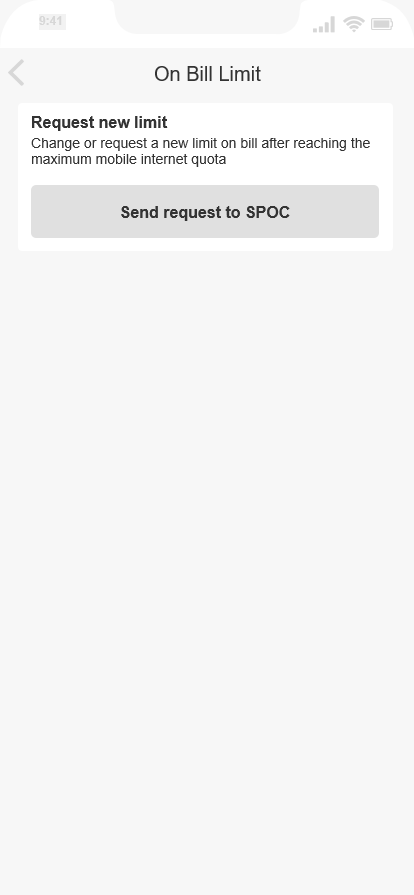 9:41
On Bill Limit
Request new limit
Change or request a new limit on bill after reaching the
maximum mobile internet quota
Send request to SPOC